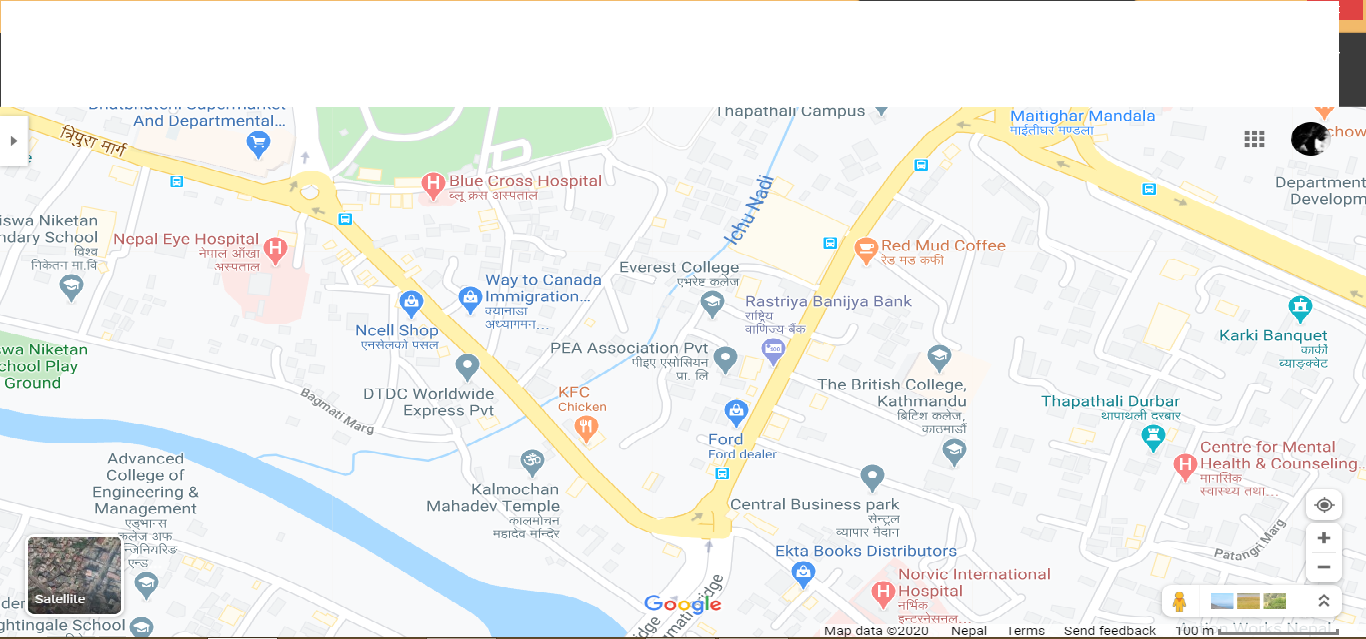 Bhatbhateni Supermarket
And Departmental...
त्रिपुरा मार्ग
Thapathali Campus
Maitighar Mandala
माईतीघर मण्डला
Blue Cross Hospital
ब्लू क्रस अस्पताल
Department
Developm
iswa Niketan
ndary School
विश्व
निकेतन मा.वि
Nepal Eye Hospital
नेपाल आँखा
अस्पताल
Ichu Nadi
Red Mud Coffee
रेड मड कफी
Everest College
एभरेष्ट कलेज
Way to Canada
Immigration...
क्यानाडा
अध्यागमन...
Rastriya Banijya Bank
राष्ट्रिय
वाणिज्य बैंक
Ncell Shop
एनसेलको पसल
Karki Banquet
कार्की
ब्याङ्क्वेट
swa Niketan
chool Play
Ground
PEA Association Pvt
पीइए एसोसियन
प्रा. लि
DTDC Worldwide
Express Pvt
KFC
Chicken
The British College,
Kathmandu
ब्रिटिश कलेज,
काठमाडौं
Thapathali Durbar
थापाथली दरबार
Bagmati Marg
Ford
Ford dealer
Centre for Mental
Health & Counseling...
मानसिक
स्वास्थ्य तथा...
Advanced
College of
Engineering &
Management
एड्भान्स
कलेज अफ
न्जिनियरिङ
एन्ड
Kalmochan
Mahadev Temple
कालमोचन
महादेव मन्दिर
Central Business park
सेन्ट्रल
व्यापार मैदान
Patangri Marg
Ekta Books Distributors
Norvic International
Hospital
नर्भिक
इन्टरनेसनल...
Satellite
ghtingale School
Google
Map data ©2020 Nepal Terms Send feedback 100 m